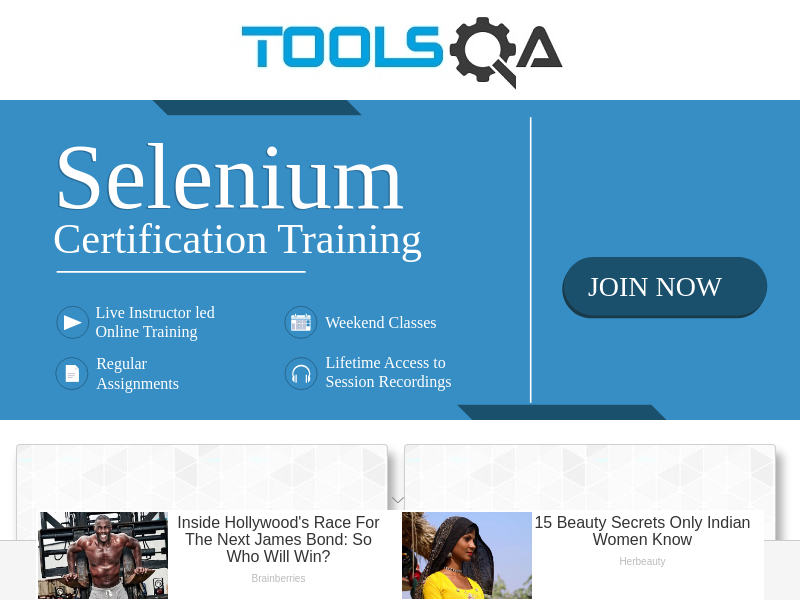 TOOLSQA
Selenium
Certification Training
JOIN NOW
Live Instructor led
Online Training
Weekend Classes
Regular
Assignments
Lifetime Access to
Session Recordings
Inside Hollywood's Race For
The Next James Bond: So
Who Will Win?
Brainberries
15 Beauty Secrets Only Indian
Women Know
Herbeauty